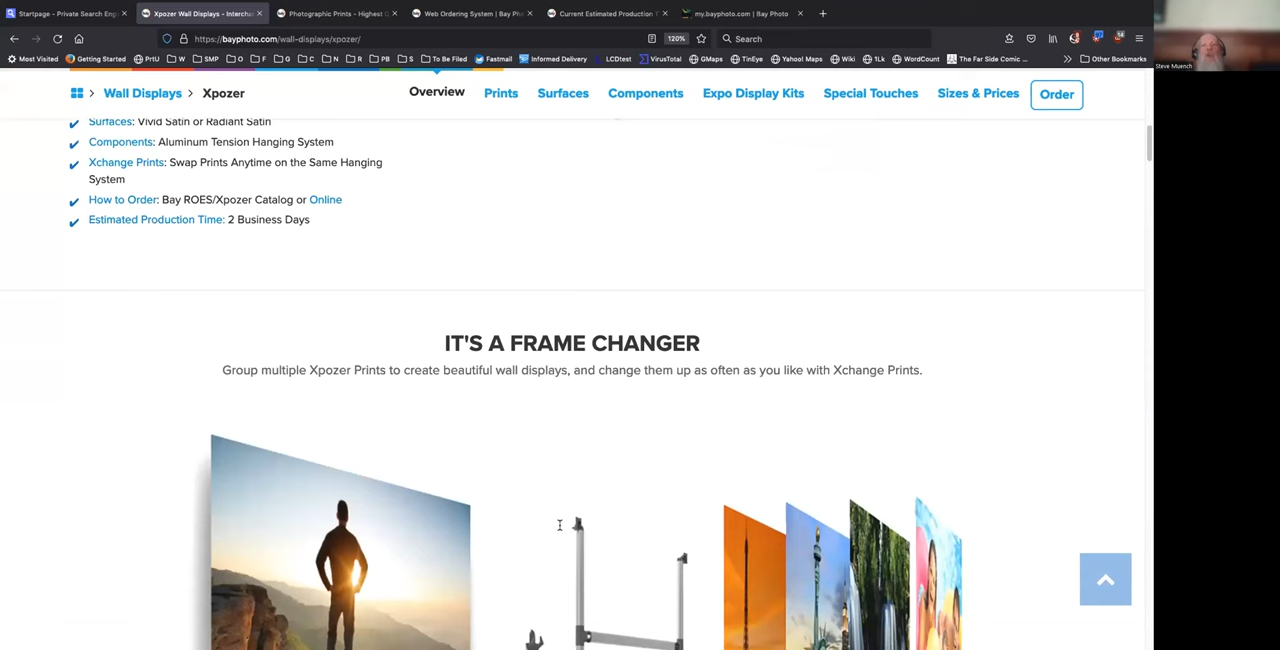 Startpage - Private Search Eng
Xpozer Wall Displays - Intercha
Photographic Prints - Highest Q
Web Ordering System | Bay Ph
Current Estimated Production T
my.bayphoto.com | Bay Photo
https://bayphoto.com/wall-displays/xpozer/
120%
Search
Most Visited
Getting Started
PrtU
W
SMP
O
F
G
C
N
R
PB
S
To Be Filed
Fastmail
Informed Delivery
LCDtest
VirusTotal
GMaps
TinEye
Yahoo! Maps
Wiki
1Lk
WordCount
The Far Side Comic ...
Other Bookmarks
Steve Muench
Wall Displays > Xpozer
Overview
Prints
Surfaces
Components
Expo Display Kits
Special Touches
Sizes & Prices
Order
Surfaces: Vivid Satin or Radiant Satin
Components: Aluminum Tension Hanging System
Xchange Prints: Swap Prints Anytime on the Same Hanging
System
How to Order: Bay ROES/Xpozer Catalog or Online
Estimated Production Time: 2 Business Days
IT'S A FRAME CHANGER
Group multiple Xpozer Prints to create beautiful wall displays, and change them up as often as you like with Xchange Prints.